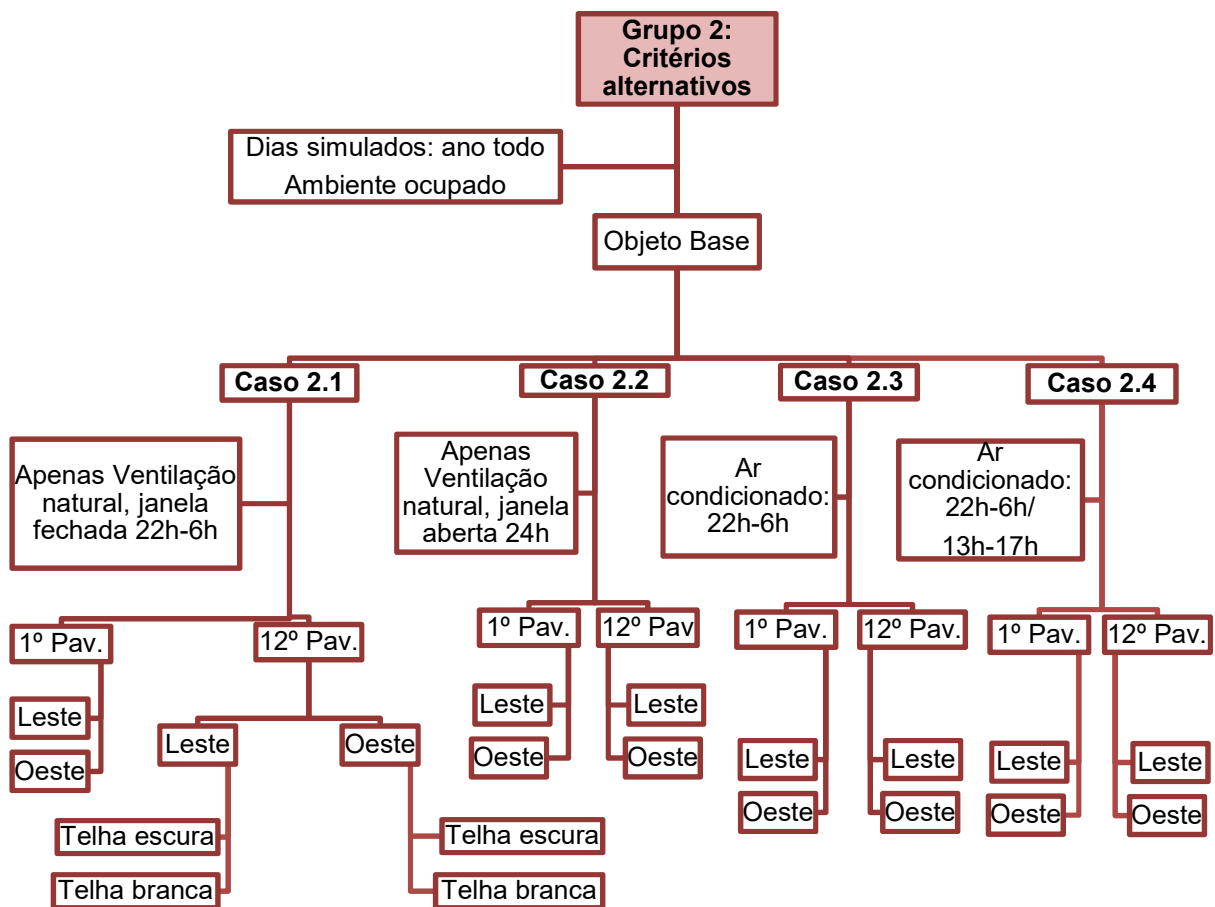 Grupo 2:
Critérios
alternativos
Dias simulados: ano todo
Ambiente ocupado
Objeto Base
Caso 2.1
Caso 2.2
Caso 2.3
Caso 2.4
Apenas Ventilação
natural, janela
fechada 22h-6h
Apenas
Ventilação
natural, janela
aberta 24h
Ar
condicionado:
22h-6h
Ar
condicionado:
22h-6h/
13h-17h
1º Pav.
12º Pav.
1º Pav.
12º Pav
1º Pav.
12º Pav.
1º Pav.
12º Pav.
Leste
Oeste
Leste
Oeste
Telha escura
Telha branca
Telha escura
Telha branca
Leste
Oeste
Leste
Oeste
Leste
Oeste
Leste
Oeste
Leste
Oeste
Leste
Oeste